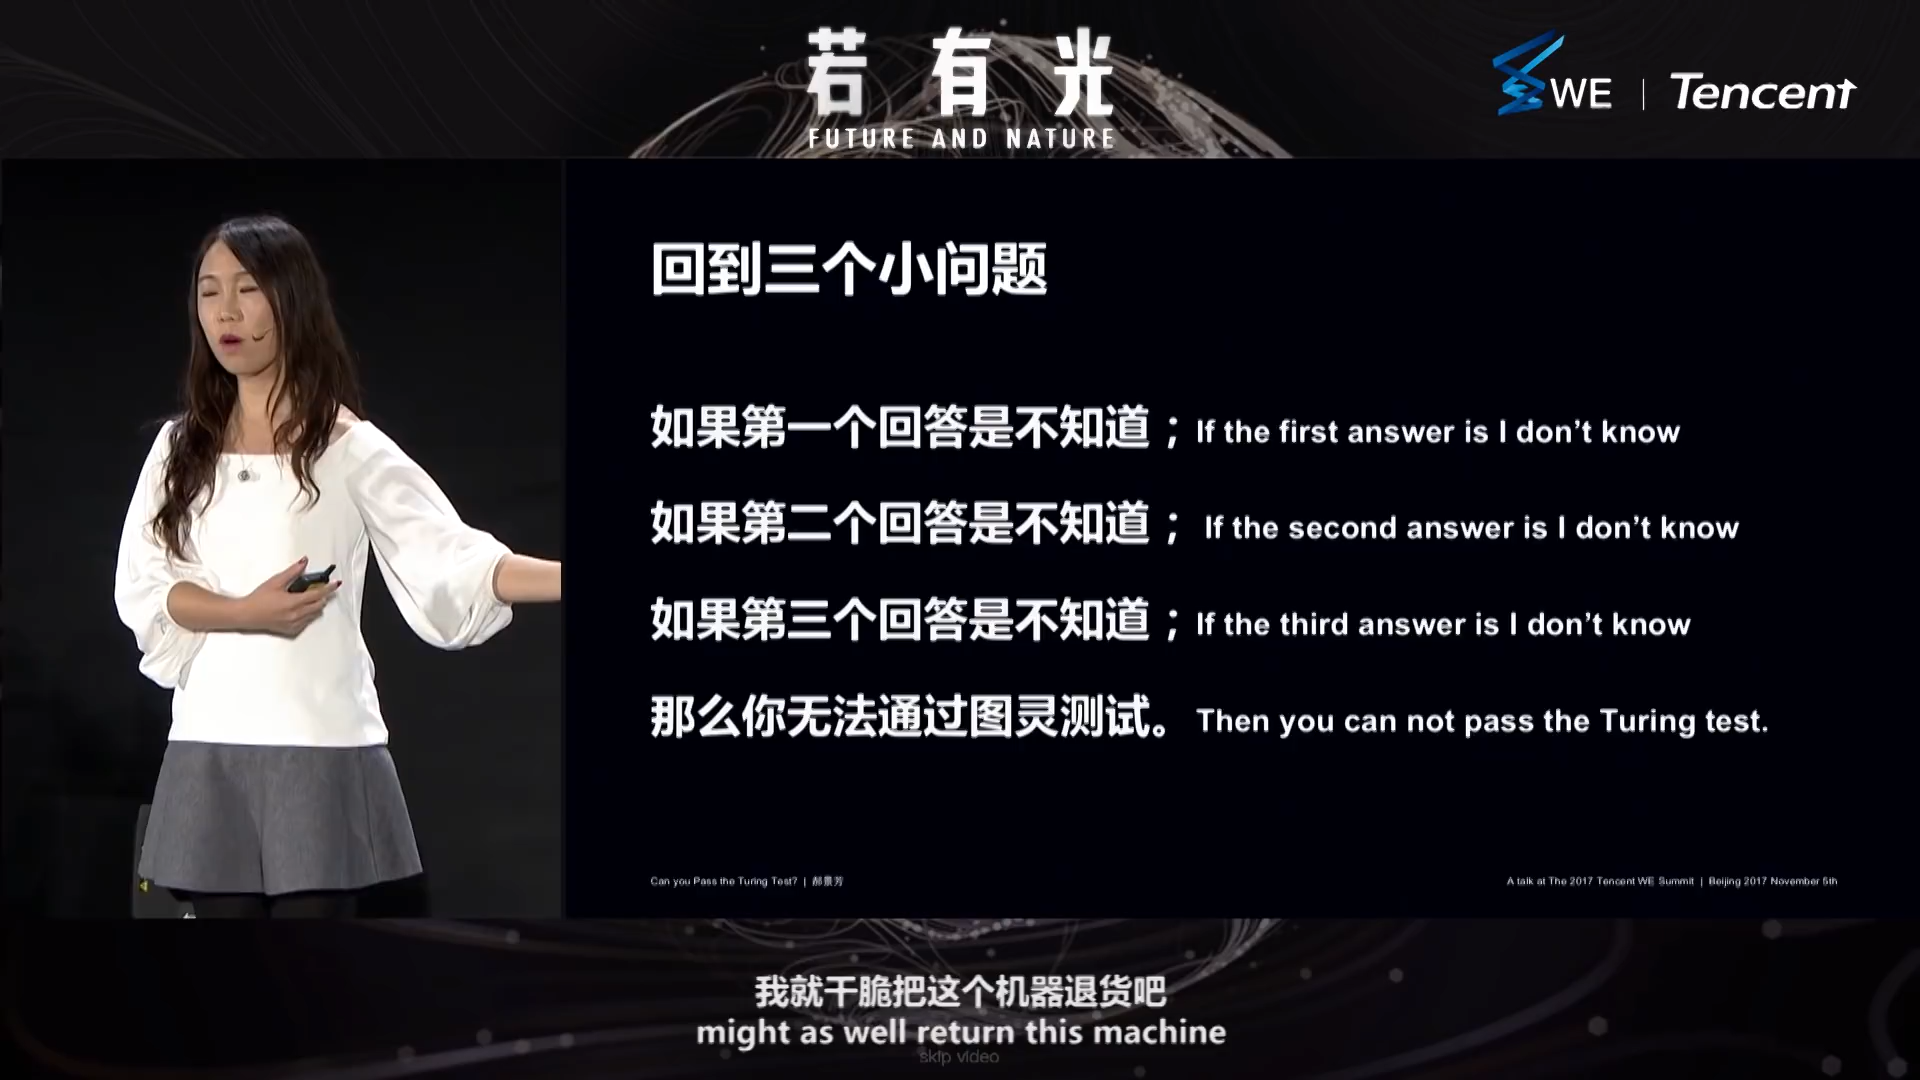 若有光
FUTURE AND NATURE
WE | Tencent
回到三个小问题
如果第一个回答是不知道；If the first answer is I don’t know
如果第二个回答是不知道； If the second answer is I don’t know
如果第三个回答是不知道；If the third answer is I don’t know
那么你无法通过图灵测试。 Then you can not pass the Turing test.
Can you Pass the Turing Test? | 郝景芳
A talk at The 2017 Tencent WE Summit | Beijing 2017 November 5th
我就干脆把这个机器退货吧
might as well return this machine
skip video